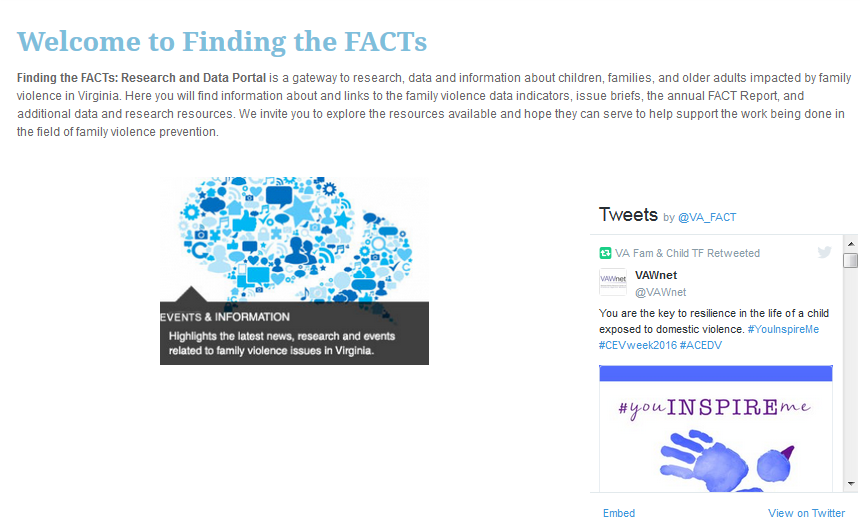 Welcome to Finding the FACTs
Finding the FACTs: Research and Data Portal is a gateway to research, data and information about children, families, and older adults impacted by family
violence in Virginia. Here you will find information about and links to the family violence data indicators, issue briefs, the annual FACT Report, and
additional data and research resources. We invite you to explore the resources available and hope they can serve to help support the work being done in
the field of family violence prevention.
EVENTS & INFORMATION
Highlights the latest news, research and events
related to family violence issues in Virginia.
Tweets by @VA_FACT
VA Fam & Child TF Retweeted
VAWnet
VAWnet
@VAWnet
You are the key to resilience in the life of a child
exposed to domestic violence. #YouInspireMe
#CEVweek2016 #ACEDV
#youINSPIREme
Embed
View on Twitter